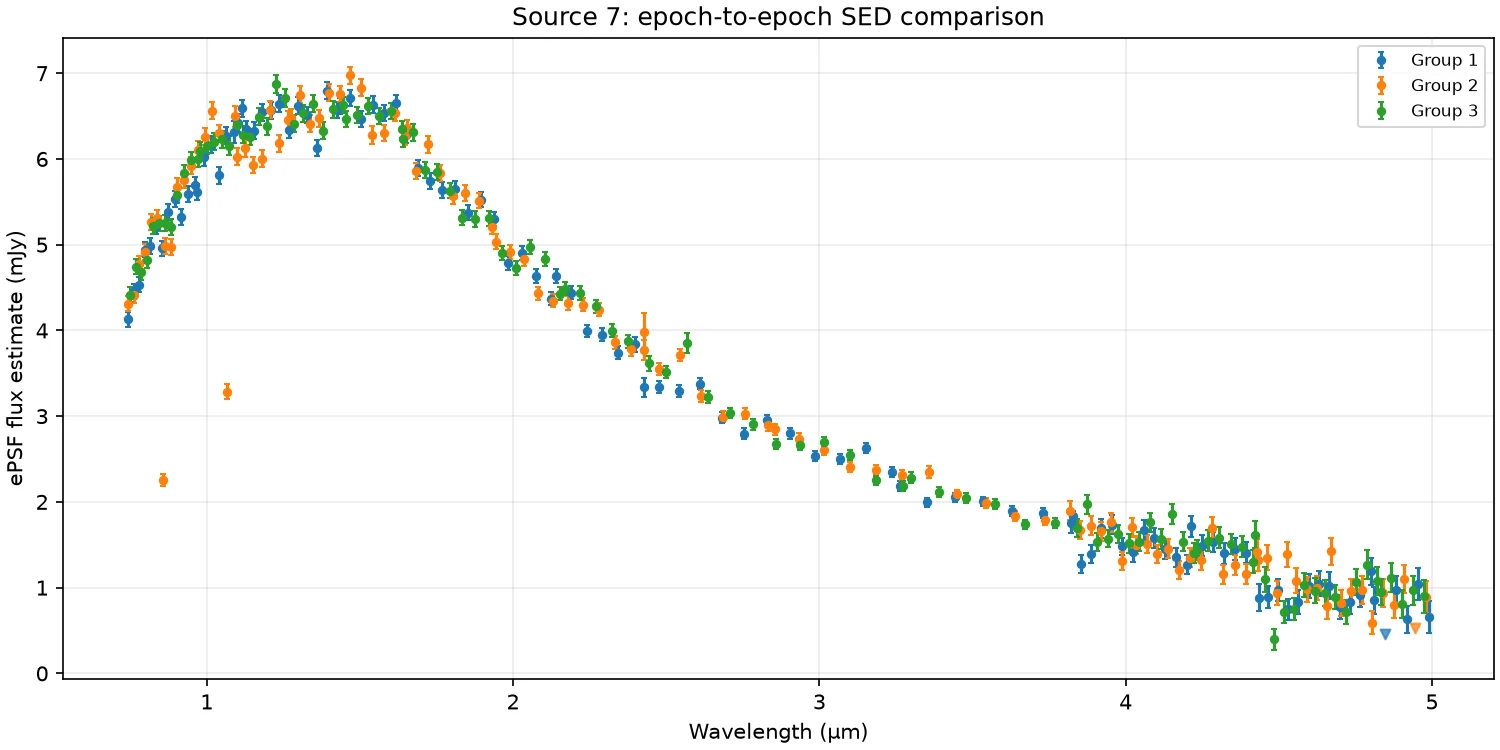 Source 7: epoch-to-epoch SED comparison
Group 1
Group 2
Group 3
ePSF flux estimate (mJy)
7
6
5
4
3
2
1
0
1 2 3 4 5
Wavelength (µm)